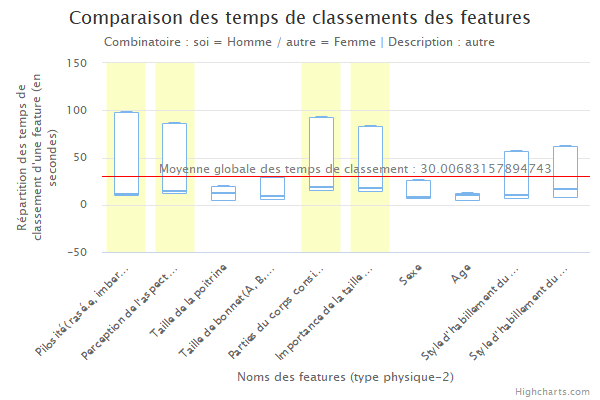 Comparaison des temps de classements des features
Combinatoire : soi = Homme / autre = Femme | Description : autre
Répartition des temps de
classement d'une feature (en
secondes)
150
100
50
0
−50
Moyenne globale des temps de classement : 30.00683157894743
Pilosité(rasé.e, imber…
Perception de l'aspect…
Taille de la poitrine
Taille de bonnet(A, B,…
Parties du corps consi…
Importance de la taille …
Sexe
Age
Style d'habillement du…
Style d'habillement du…
Noms des features (type physique-2)
Highcharts.com